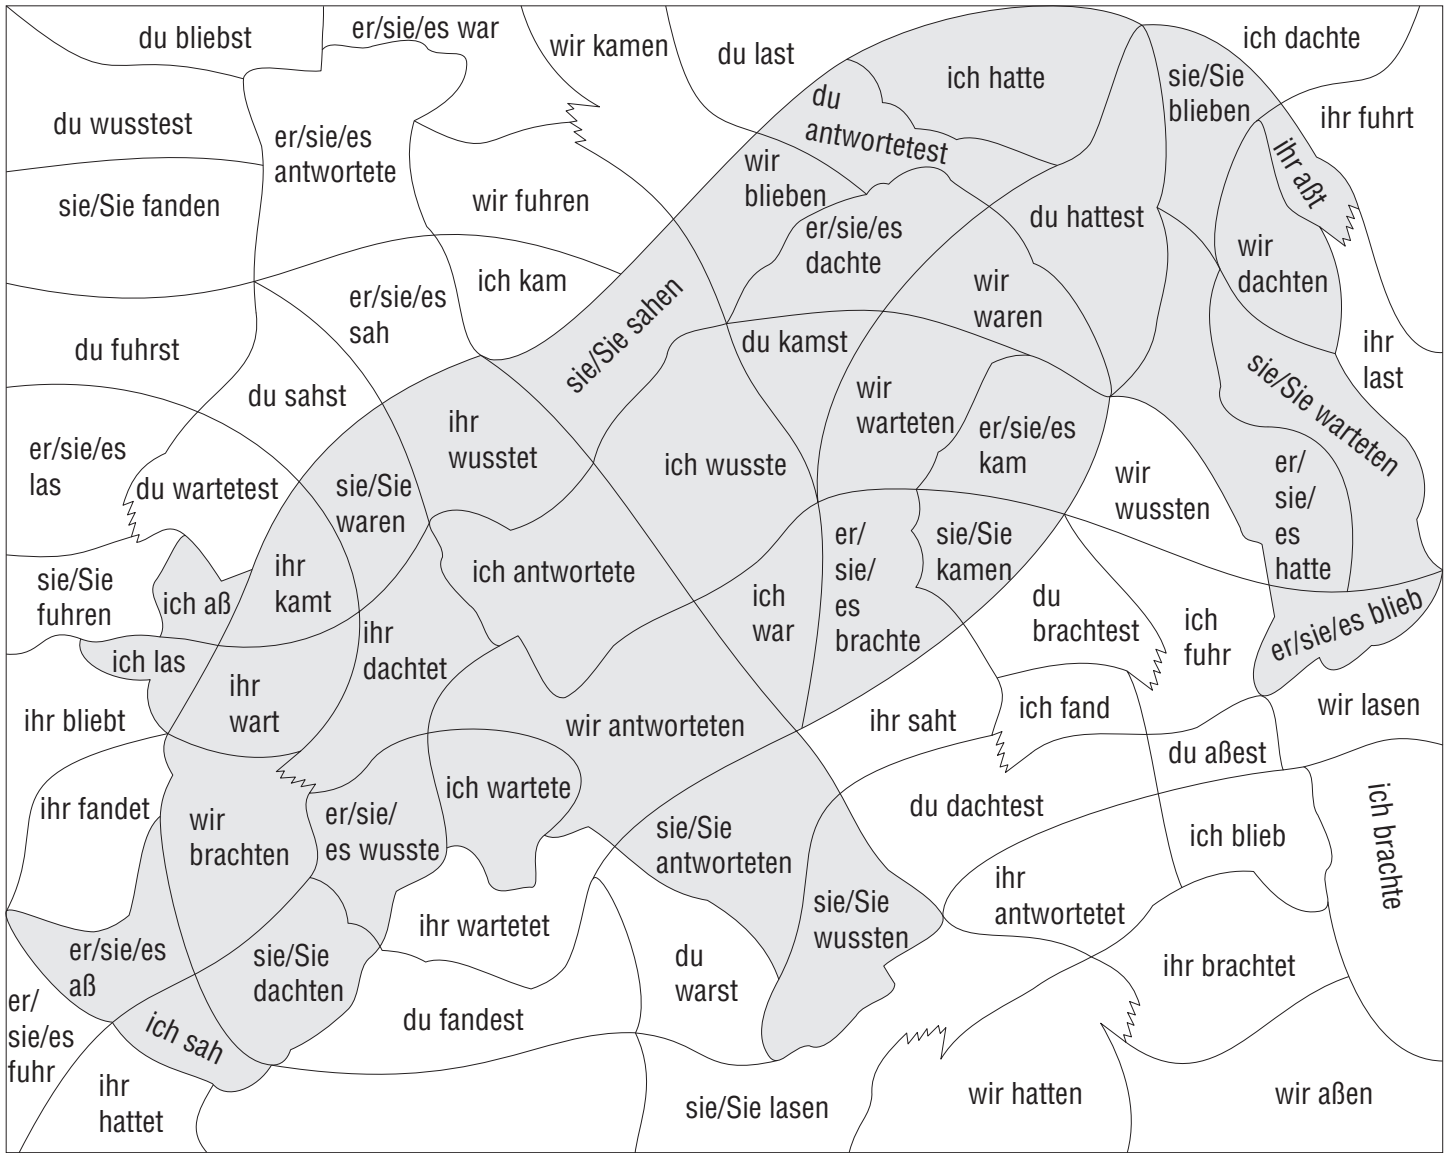 du bliebst
er/sie/es war
wir kamen
du last
ich hatte
sie/Sie
blieben
ich dachte
du wusstest
er/sie/es
antwortete
du
antwortetest
ihr fuhrt
ihr aßt
sie/Sie fanden
wir fuhren
wir
blieben
er/sie/es
dachte
du hattest
wir
dachten
ich kam
er/sie/es
sah
sie/Sie sahen
wir
waren
du kamst
du fuhrst
du sahst
ihr
last
sie/Sie warteten
ihr
wusstet
wir
warteten
er/sie/es
kam
er/sie/es
las
du wartetest
sie/Sie
waren
ich wusste
wir
wussten
er/
sie/
es
hatte
sie/Sie
fuhren
ich aß
ihr
kamt
ich antwortete
er/
sie/
es
brachte
sie/Sie
kamen
ich
war
du
brachtest
ich
fuhr
er/sie/es blieb
ich las
ihr
dachtet
ihr bliebt
ihr
wart
wir antworteten
ihr saht
ich fand
wir lasen
du aßest
ihr fandet
wir
brachten
er/sie/
es wusste
ich wartete
sie/Sie
antworteten
du dachtest
ich blieb
ich brachte
ihr
antwortetet
er/sie/es
aß
sie/Sie
dachten
ihr wartetet
sie/Sie
wussten
du
warst
ihr brachtet
er/
sie/es
fuhr
ich sah
du fandest
ihr
hattet
sie/Sie lasen
wir hatten
wir aßen